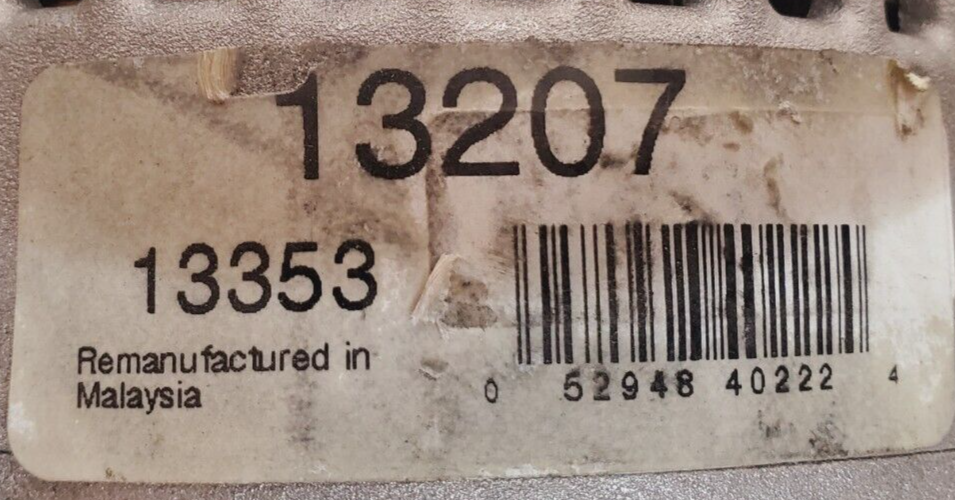 13207
13353
Remanufactured in
Malaysia
0 52948 40222 4